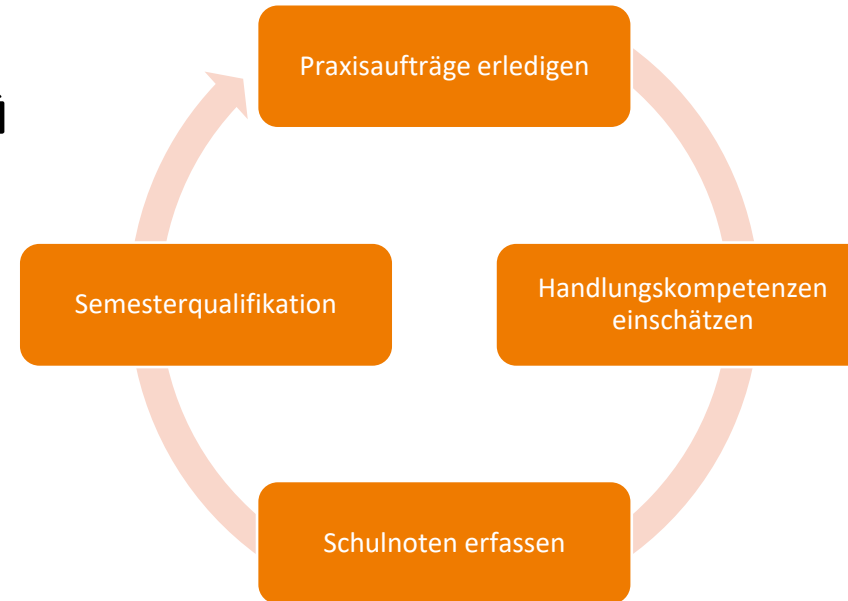 Praxisaufträge erledigen
Semesterqualifikation
Handlungskompetenzen
einschätzen
Schulnoten erfassen